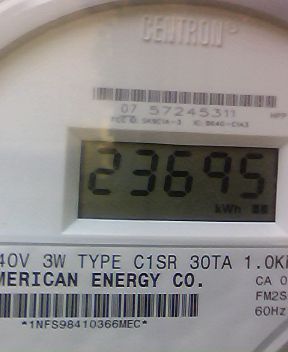 CENTRON
07 57245311
HPP
23695
kWh
40V 3W TYPE C1SR 30TA 1.0K
MERICAN ENERGY CO.
CA 0
FM2S
60Hz
*1NFS98410366MEC*